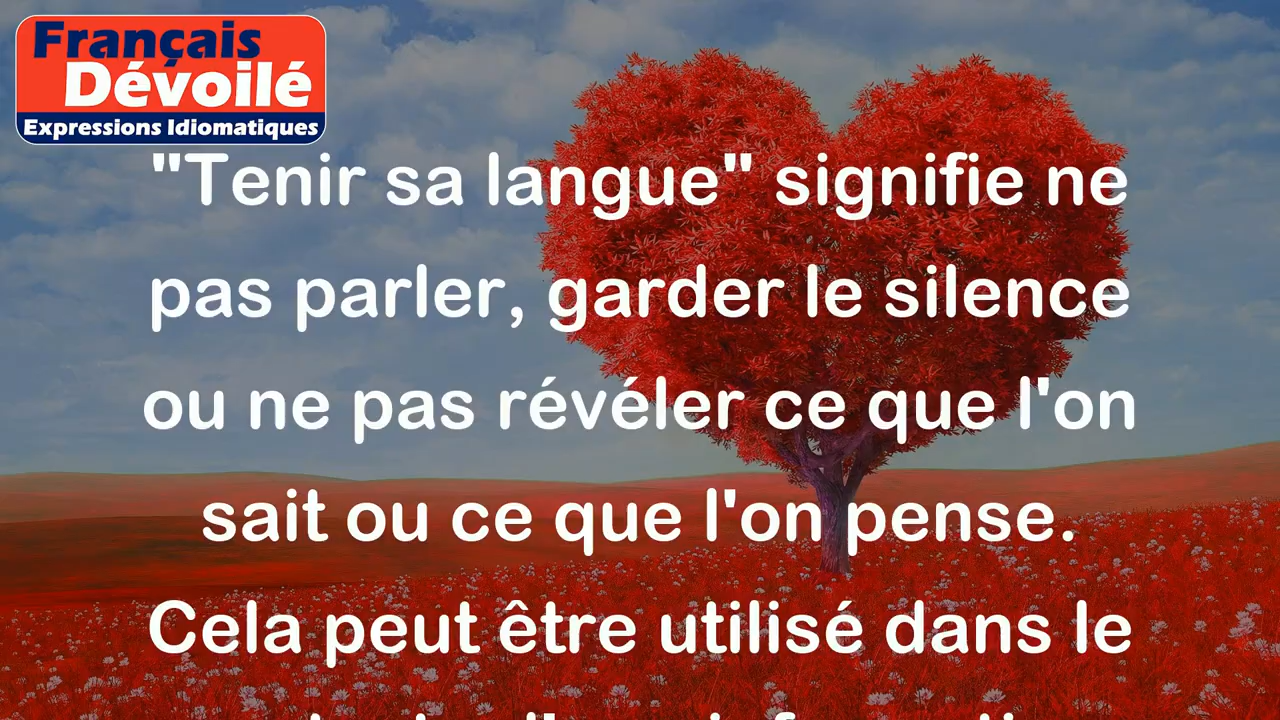 Français
Dévoilé
Expressions Idiomatiques
"Tenir sa langue" signifie ne
pas parler, garder le silence
ou ne pas révéler ce que l'on
sait ou ce que l'on pense.
Cela peut être utilisé dans le